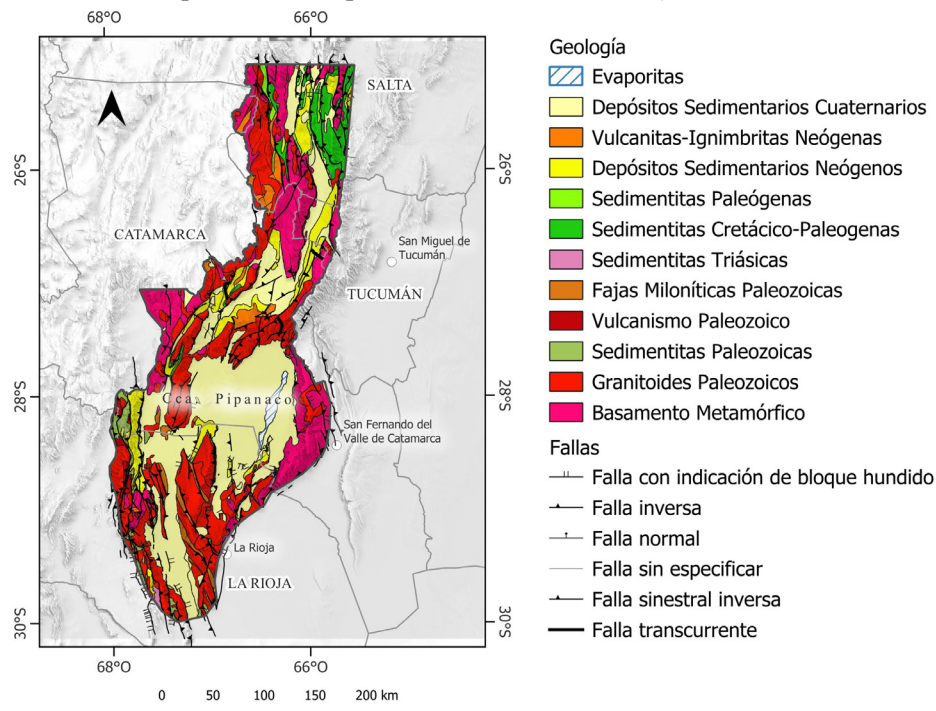 68°O
66°O
SALTA
26°S
26°S
CATAMARCA
San Miguel de
Tucumán
TUCUMÁN
28°S
28°S
Cca. Pipanaco
San Fernando del
Valle de Catamarca
La Rioja
LA RIOJA
30°S
30°S
68°O
66°O
0 50 100 150 200 km
Geología
Evaporitas
Depósitos Sedimentarios Cuaternarios
Vulcanitas-Ignimbritas Neógenas
Depósitos Sedimentarios Neógenos
Sedimentitas Paleógenas
Sedimentitas Cretácico-Paleogenas
Sedimentitas Triásicas
Fajas Miloníticas Paleozoicas
Vulcanismo Paleozoico
Sedimentitas Paleozoicas
Granitoides Paleozoicos
Basamento Metamórfico
Fallas
Falla con indicación de bloque hundido
Falla inversa
Falla normal
Falla sin especificar
Falla sinestral inversa
Falla transcurrente